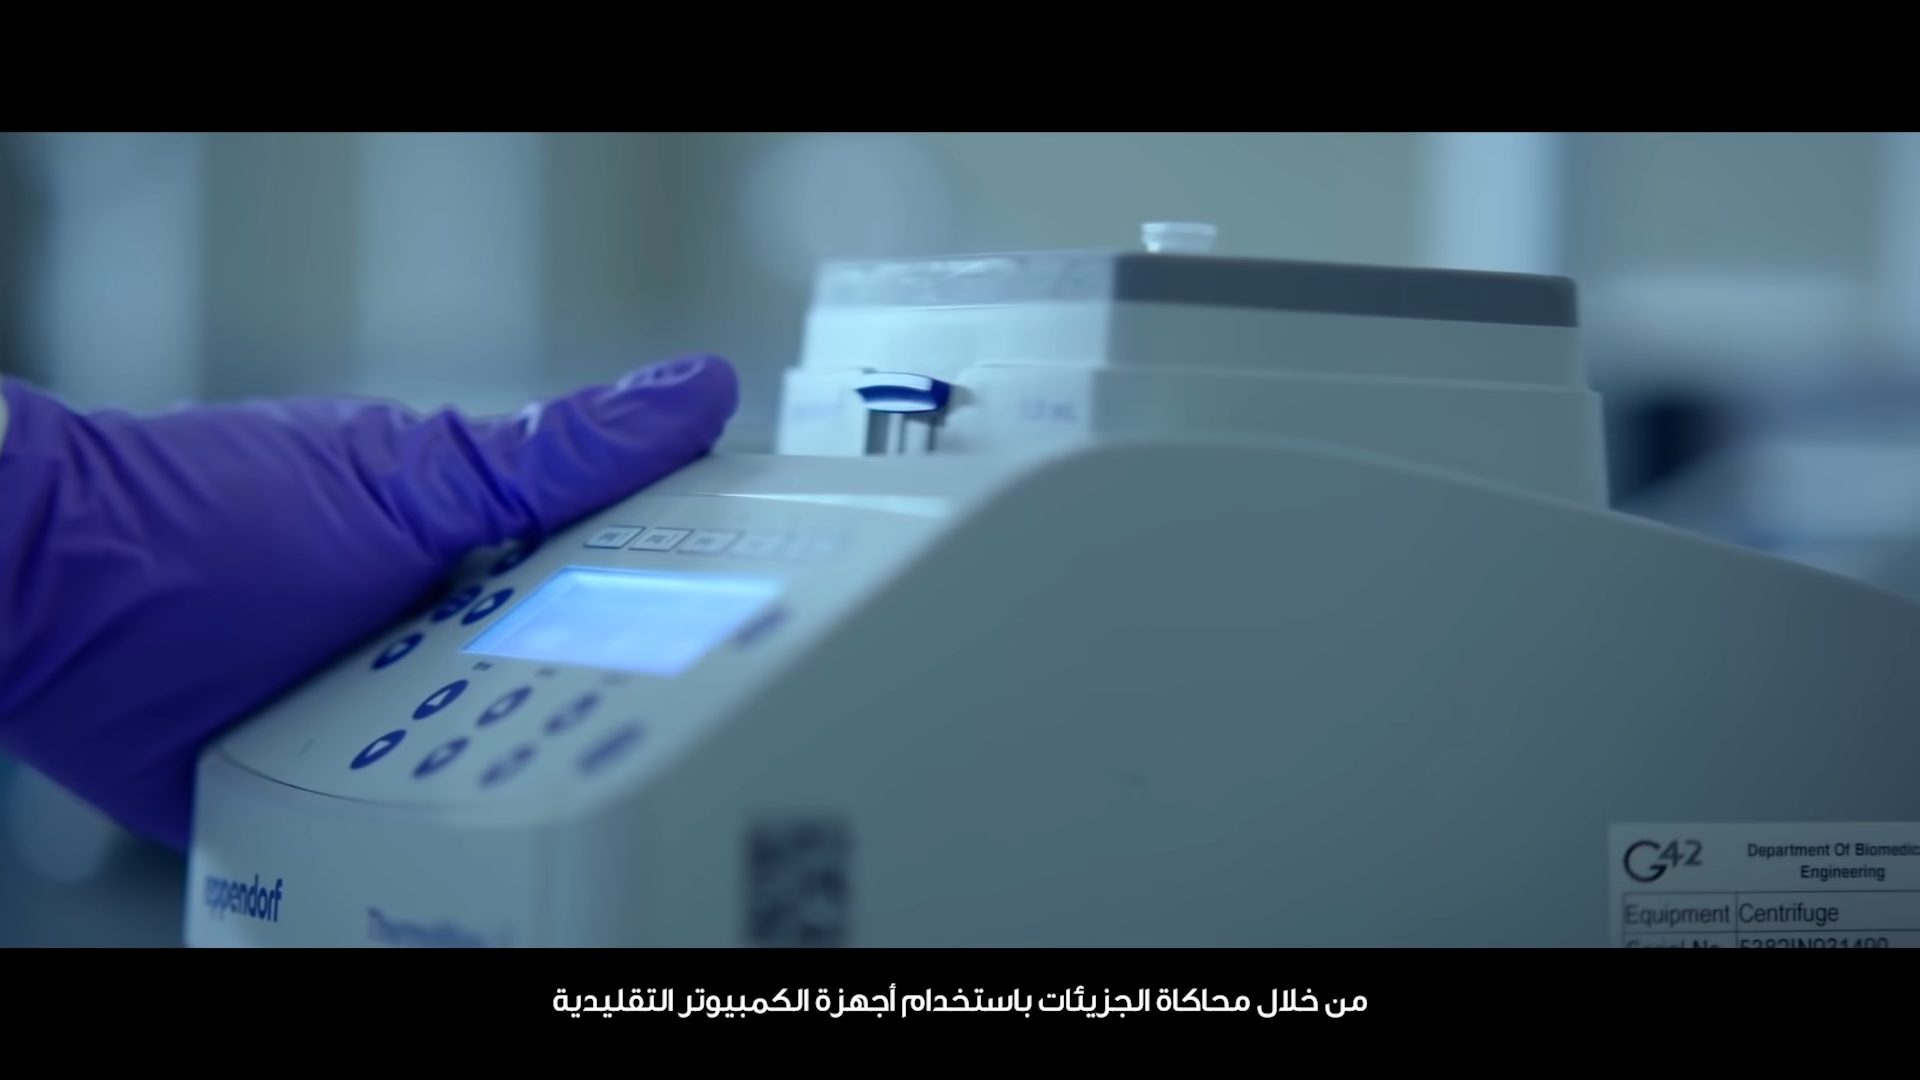 eppendorf
G42
Department Of Biomedic
Engineering
Equipment Centrifuge
من خلال محاكاة الجزيئات باستخدام أجهزة الكمبيوتر التقليدية